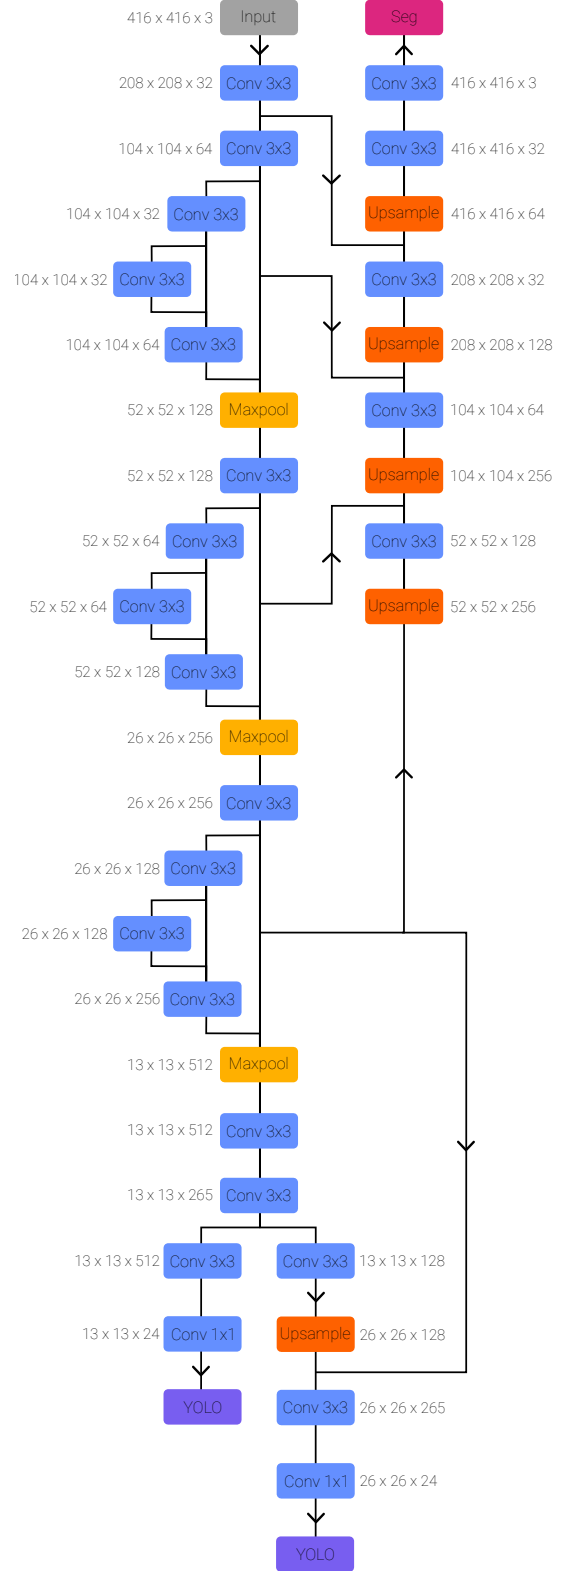 416 x 416 x 3 Input Seg
208 x 208 x 32 Conv 3x3 Conv 3x3 416 x 416 x 3
104 x 104 x 64 Conv 3x3 Conv 3x3 416 x 416 x 32
104 x 104 x 32 Conv 3x3 Upsample 416 x 416 x 64
104 x 104 x 32 Conv 3x3 Conv 3x3 208 x 208 x 32
104 x 104 x 64 Conv 3x3 Upsample 208 x 208 x 128
52 x 52 x 128 Maxpool Conv 3x3 104 x 104 x 64
52 x 52 x 128 Conv 3x3 Upsample 104 x 104 x 256
52 x 52 x 64 Conv 3x3 Conv 3x3 52 x 52 x 128
52 x 52 x 64 Conv 3x3 Upsample 52 x 52 x 256
52 x 52 x 128 Conv 3x3
26 x 26 x 256 Maxpool
26 x 26 x 256 Conv 3x3
26 x 26 x 128 Conv 3x3
26 x 26 x 128 Conv 3x3
26 x 26 x 256 Conv 3x3
13 x 13 x 512 Maxpool
13 x 13 x 512 Conv 3x3
13 x 13 x 265 Conv 3x3
13 x 13 x 512 Conv 3x3 Conv 3x3 13 x 13 x 128
13 x 13 x 24 Conv 1x1 Upsample 26 x 26 x 128
YOLO Conv 3x3 26 x 26 x 265
Conv 1x1 26 x 26 x 24
YOLO